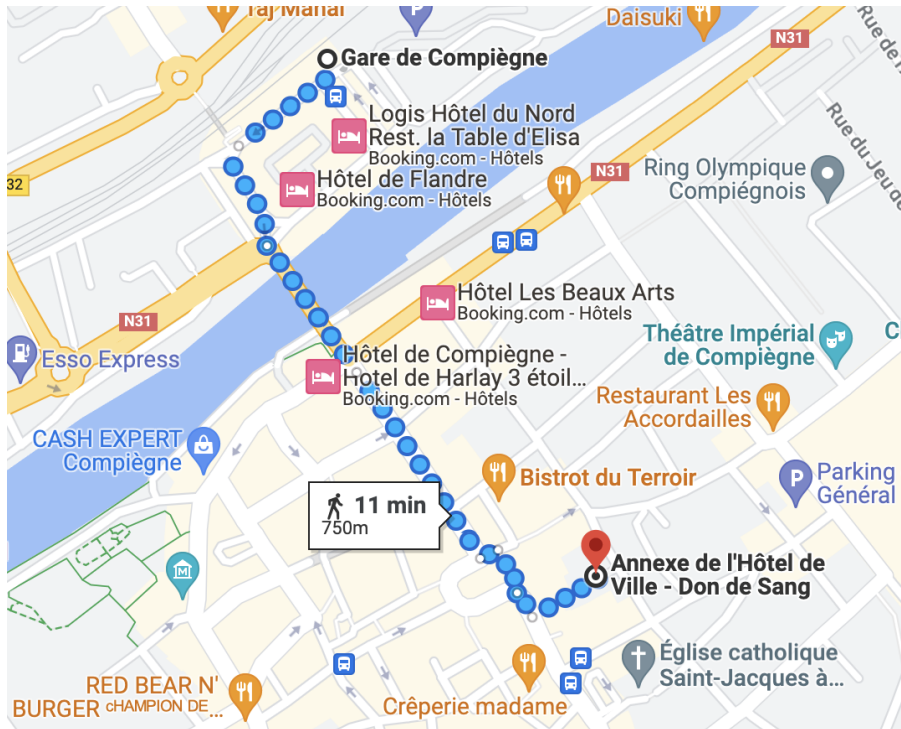 Taj Mahal
Daisuki
Rue de
N31
Gare de Compiègne
Logis Hôtel du Nord
Rest. la Table d'Elisa
Booking.com - Hôtels
Rue du Jeu de
N31
Ring Olympique
Compiégnois
32
Hôtel de Flandre
Booking.com - Hôtels
Hôtel Les Beaux Arts
Booking.com - Hôtels
N31
Esso Express
Théâtre Impérial
de Compiègne
C
Hôtel de Compiègne -
Hotel de Harlay 3 étoil...
Booking.com - Hôtels
Restaurant Les
Accordailles
CASH EXPERT
Compiègne
Bistrot du Terroir
P Parking
Général
11 min
750m
Annexe de l'Hôtel de
Ville - Don de Sang
Église catholique
Saint-Jacques à...
RED BEAR N'
BURGER cHAMPION DE...
Crêperie madame